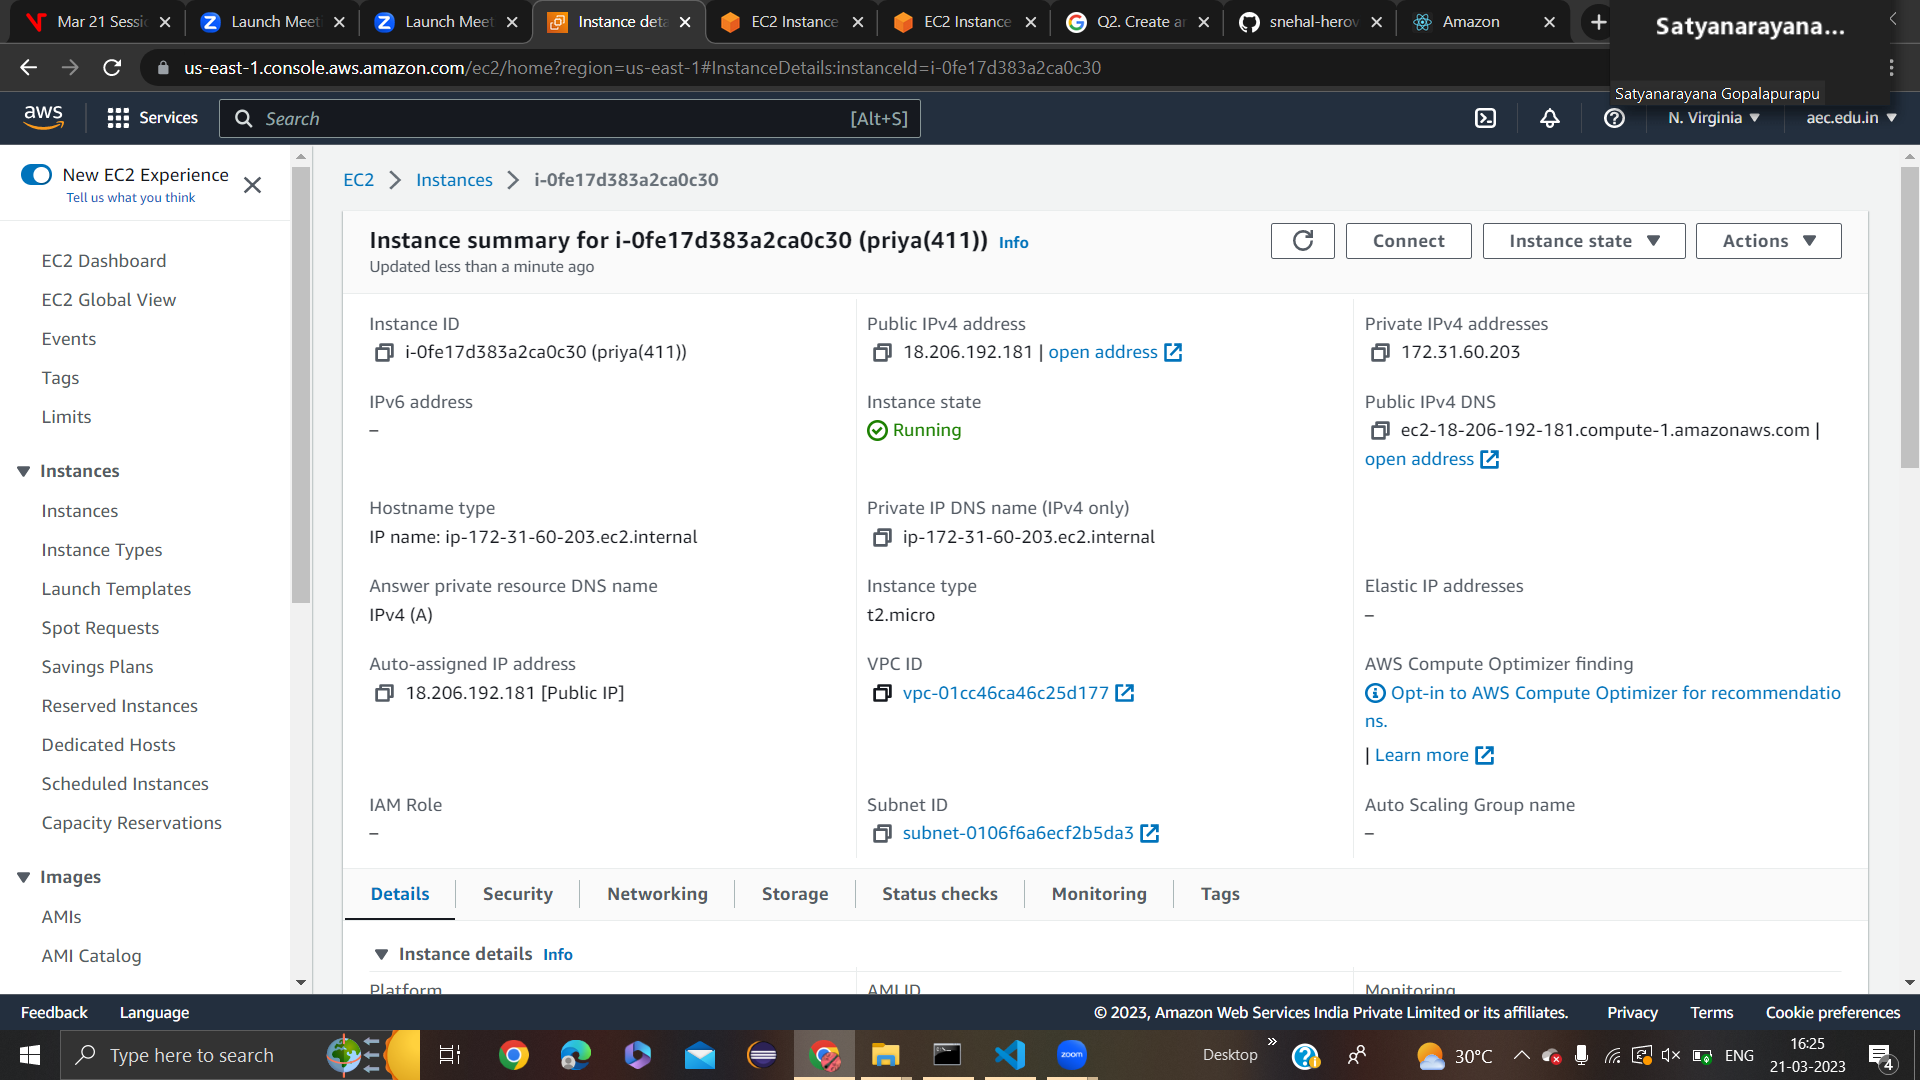 Mar 21 Sessi
Launch Meet
Launch Meet
Instance deta
EC2 Instance
EC2 Instance
Q2. Create an
snehal-herov
Amazon
Satyanarayana...
us-east-1.console.aws.amazon.com/ec2/home?region=us-east-1#InstanceDetails:instanceId=i-0fe17d383a2ca0c30
Satyanarayana Gopalapurapu
aws
Services
Search
[Alt+S]
N. Virginia
aec.edu.in
New EC2 Experience
Tell us what you think
EC2 Dashboard
EC2 Global View
Events
Tags
Limits
Instances
Instances
Instance Types
Launch Templates
Spot Requests
Savings Plans
Reserved Instances
Dedicated Hosts
Scheduled Instances
Capacity Reservations
Images
AMIs
AMI Catalog
EC2 > Instances > i-0fe17d383a2ca0c30
Instance summary for i-0fe17d383a2ca0c30 (priya(411)) Info
Updated less than a minute ago
Connect
Instance state
Actions
Instance ID
i-0fe17d383a2ca0c30 (priya(411))
Public IPv4 address
18.206.192.181 | open address
Private IPv4 addresses
172.31.60.203
IPv6 address
–
Instance state
Running
Public IPv4 DNS
ec2-18-206-192-181.compute-1.amazonaws.com |
open address
Hostname type
IP name: ip-172-31-60-203.ec2.internal
Private IP DNS name (IPv4 only)
ip-172-31-60-203.ec2.internal
Answer private resource DNS name
IPv4 (A)
Instance type
t2.micro
Elastic IP addresses
–
Auto-assigned IP address
18.206.192.181 [Public IP]
VPC ID
vpc-01cc46ca46c25d177
AWS Compute Optimizer finding
Opt-in to AWS Compute Optimizer for recommendatio
ns.
| Learn more
IAM Role
–
Subnet ID
subnet-0106f6a6ecf2b5da3
Auto Scaling Group name
–
Details
Security
Networking
Storage
Status checks
Monitoring
Tags
Instance details Info
Platform
AMI ID
Monitoring
Feedback
Language
© 2023, Amazon Web Services India Private Limited or its affiliates.
Privacy
Terms
Cookie preferences
Type here to search
zoom
Desktop
30°C
ENG
16:25
21-03-2023
4